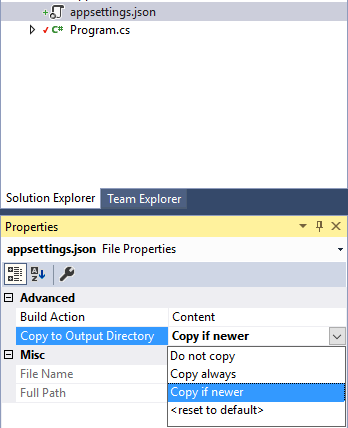 appsettings.json
C# Program.cs
Solution Explorer Team Explorer
Properties
appsettings.json File Properties
Advanced
Build Action Content
Copy to Output Directory Copy if newer
Misc Do not copy
File Name Copy always
Full Path Copy if newer
<reset to default>